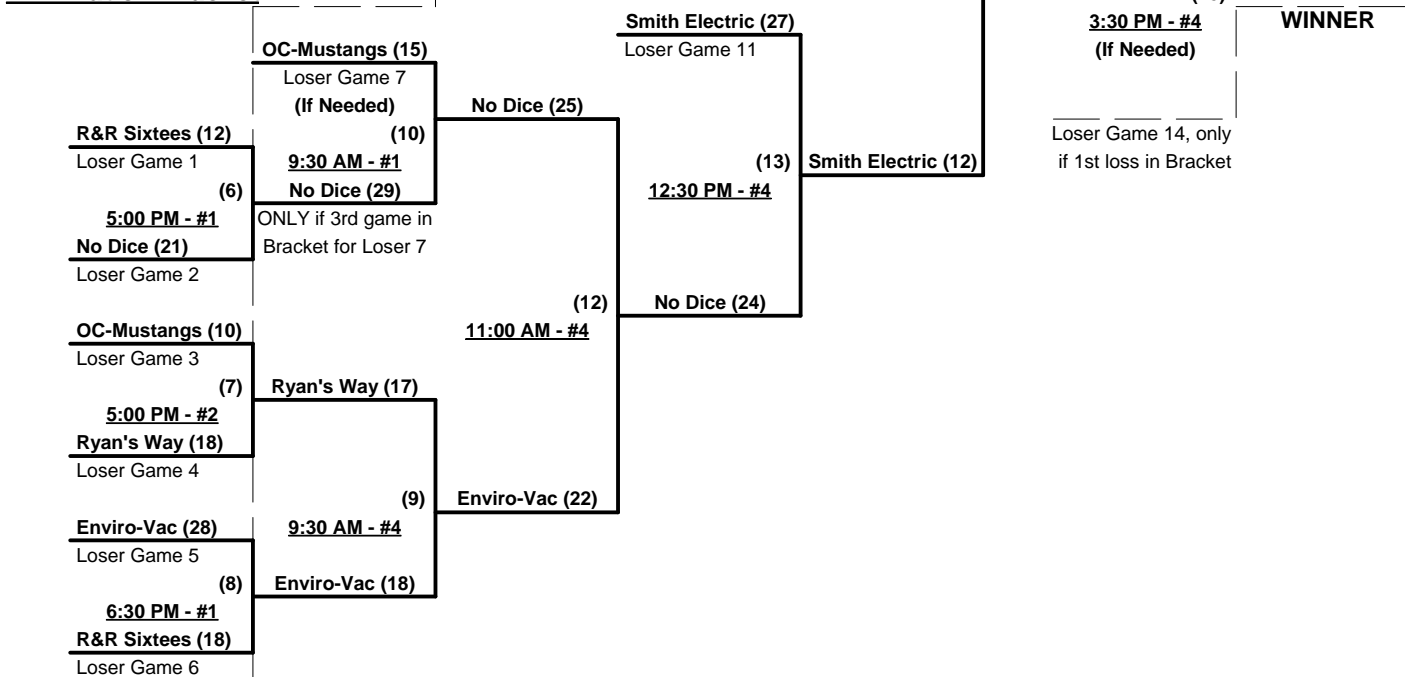 Smith Electric (27)
3:30 PM - #4
WINNER
OC-Mustangs (15)
Loser Game 11
(If Needed)
Loser Game 7
(If Needed)
No Dice (25)
R&R Sixtees (12)
(10)
Loser Game 14, only
Loser Game 1
9:30 AM - #1
(13)
Smith Electric (12)
if 1st loss in Bracket
(6)
No Dice (29)
12:30 PM - #4
5:00 PM - #1
ONLY if 3rd game in
No Dice (21)
Bracket for Loser 7
Loser Game 2
(12)
No Dice (24)
OC-Mustangs (10)
11:00 AM - #4
Loser Game 3
(7)
Ryan's Way (17)
5:00 PM - #2
Ryan's Way (18)
Loser Game 4
(9)
Enviro-Vac (22)
Enviro-Vac (28)
9:30 AM - #4
Loser Game 5
(8)
Enviro-Vac (18)
6:30 PM - #1
R&R Sixtees (18)
Loser Game 6